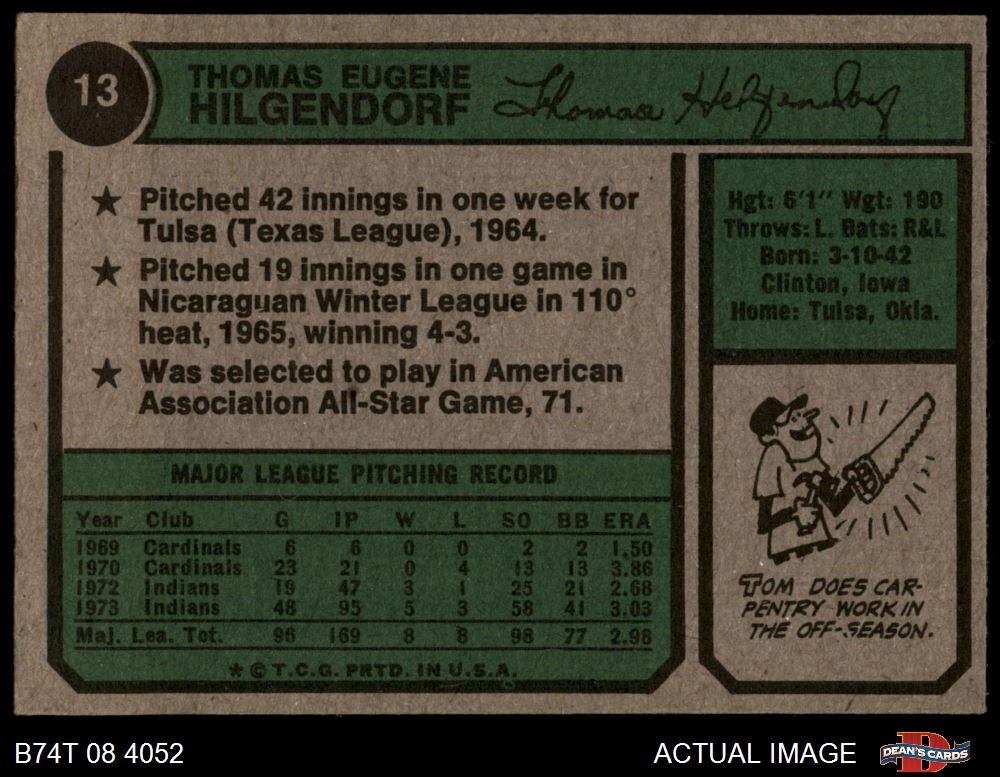 13
THOMAS EUGENE
HILGENDORF
Thomas Hilgendorf
★ Pitched 42 innings in one week for
Tulsa (Texas League), 1964.
★ Pitched 19 innings in one game in
Nicaraguan Winter League in 110°
heat, 1965, winning 4-3.
★ Was selected to play in American
Association All-Star Game, 71.
Hgt: 6'1" Wgt: 190
Throws: L. Bats: R&L
Born: 3-10-42
Clinton, Iowa
Home: Tulsa, Okla.
TOM DOES CAR-
PENTRY WORK IN
THE OFF-SEASON.
MAJOR LEAGUE PITCHING RECORD
Year Club G IP W L SO BB ERA
1969 Cardinals 6 6 0 0 2 2 1.50
1970 Cardinals 23 21 0 4 13 13 3.86
1972 Indians 19 47 3 1 25 21 2.68
1973 Indians 48 95 5 3 58 41 3.03
Maj. Lea. Tot. 96 169 8 8 98 77 2.98
* © T.C.G. PRTD. IN U.S.A.
B74T 08 4052
ACTUAL IMAGE
DEAN'S CARDS